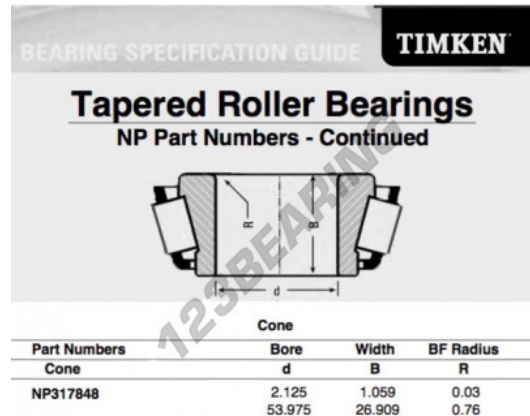 BEARING SPECIFICATION GUIDE
TIMKEN
Tapered Roller Bearings
NP Part Numbers - Continued
R
B
d
123BEARING
Cone
Part Numbers Bore Width BF Radius
Cone d B R
NP317848 2.125 1.059 0.03
53.975 26.909 0.76